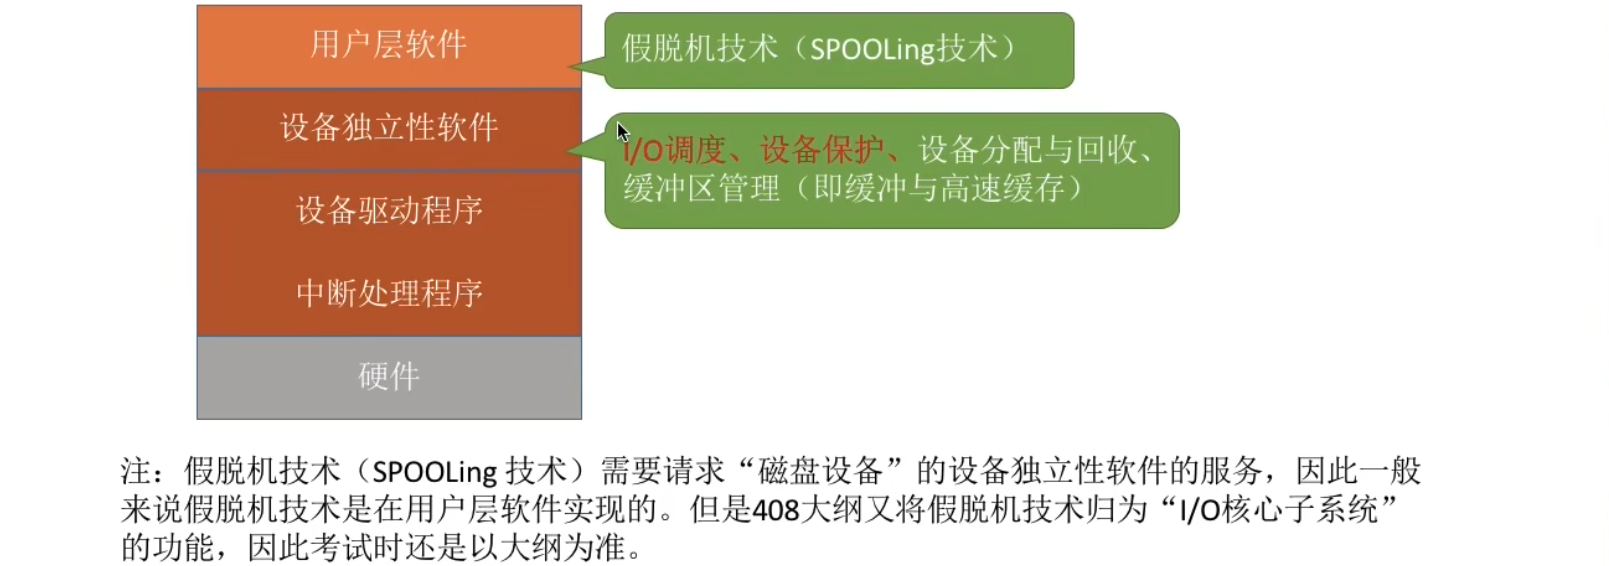 用户层软件
假脱机技术（SPOOLing技术）
设备独立性软件
I/O调度、设备保护、设备分配与回收、
缓冲区管理（即缓冲与高速缓存）
设备驱动程序
中断处理程序
硬件
注：假脱机技术（SPOOLing 技术）需要请求“磁盘设备”的设备独立性软件的服务，因此一般
来说假脱机技术是在用户层软件实现的。但是408大纲又将假脱机技术归为“I/O核心子系统”
的功能，因此考试时还是以大纲为准。